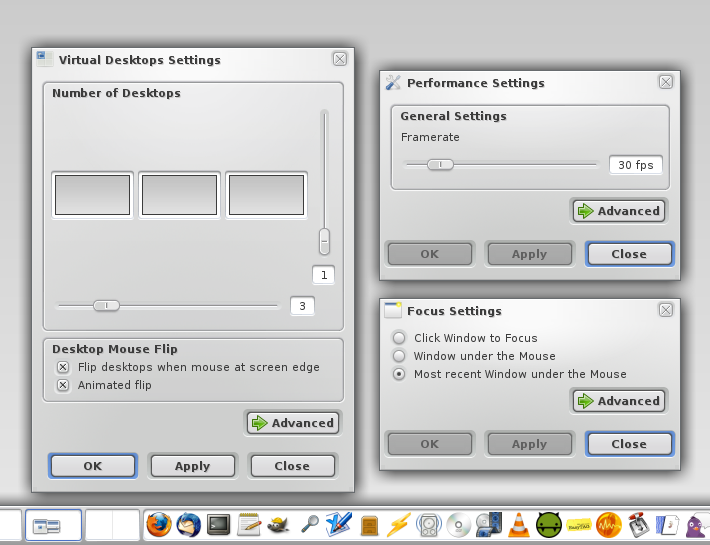 Virtual Desktops Settings
Number of Desktops
1
3
Desktop Mouse Flip
Flip desktops when mouse at screen edge
Animated flip
Advanced
OK
Apply
Close
Performance Settings
General Settings
Framerate
30 fps
Advanced
OK
Apply
Close
Focus Settings
Click Window to Focus
Window under the Mouse
Most recent Window under the Mouse
Advanced
OK
Apply
Close
EasyTAG